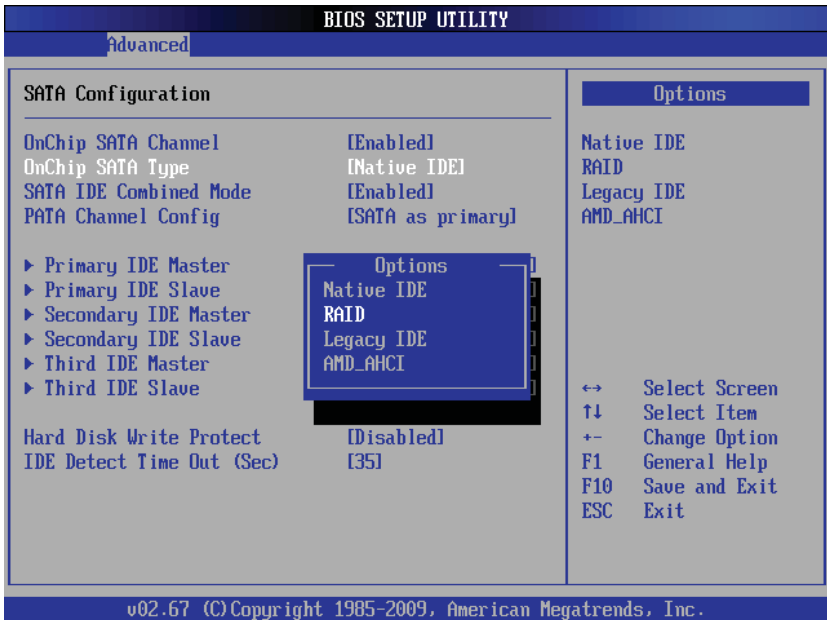 BIOS SETUP UTILITY
Advanced
SATA Configuration
OnChip SATA Channel [Enabled]
OnChip SATA Type [Native IDE]
SATA IDE Combined Mode [Enabled]
PATA Channel Config [SATA as primary]
▶ Primary IDE Master ]
▶ Primary IDE Slave ]
▶ Secondary IDE Master ]
▶ Secondary IDE Slave ]
▶ Third IDE Master ]
▶ Third IDE Slave ]
Options
Native IDE
RAID
Legacy IDE
AMD_AHCI
Hard Disk Write Protect [Disabled]
IDE Detect Time Out (Sec) [35]
Options
Native IDE
RAID
Legacy IDE
AMD_AHCI
↔ Select Screen
↑↓ Select Item
+- Change Option
F1 General Help
F10 Save and Exit
ESC Exit
v02.67 (C)Copyright 1985-2009, American Megatrends, Inc.